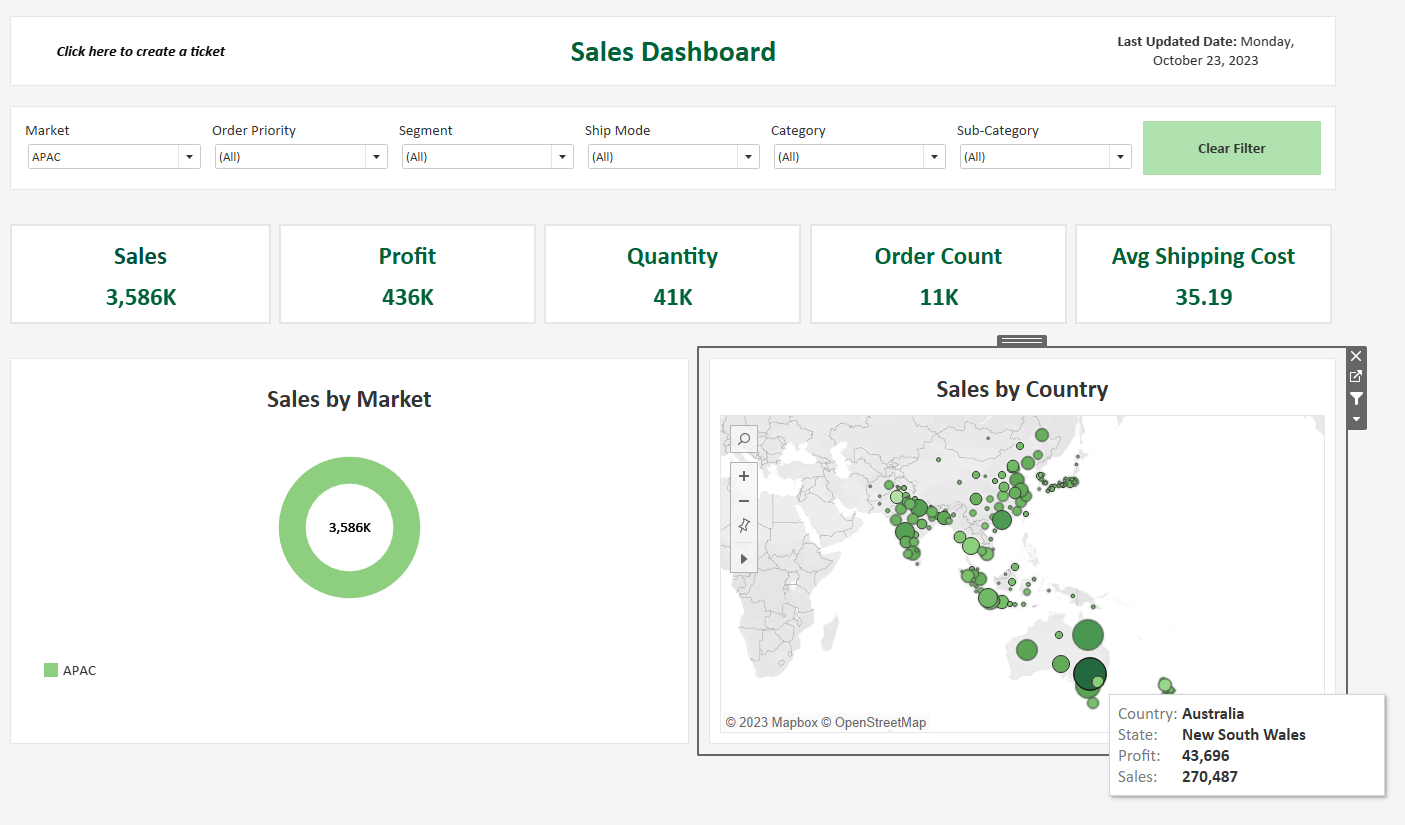 Click here to create a ticket
Sales Dashboard
Last Updated Date: Monday,
October 23, 2023
Market
Order Priority
Segment
Ship Mode
Category
Sub-Category
APAC
(All)
(All)
(All)
(All)
(All)
Clear Filter
Sales
3,586K
Profit
436K
Quantity
41K
Order Count
11K
Avg Shipping Cost
35.19
Sales by Market
3,586K
APAC
Sales by Country
© 2023 Mapbox © OpenStreetMap
Country: Australia
State: New South Wales
Profit: 43,696
Sales: 270,487